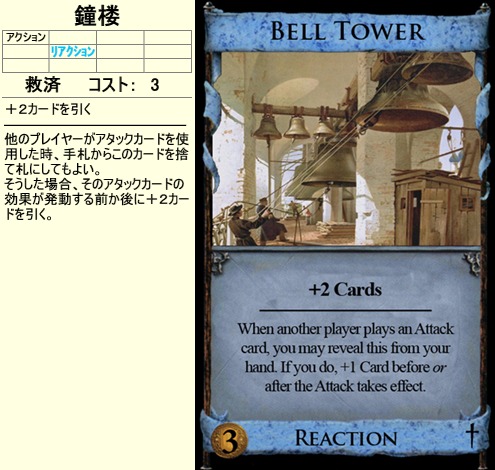 鐘楼
アクション
リアクション
救済 コスト: 3
+2カードを引く
他のプレイヤーがアタックカードを使
用した時、手札からこのカードを捨
て札にしてもよい。
そうした場合、そのアタックカードの
効果が発動する前か後に+2カー
ドを引く。
BELL TOWER
+2 Cards
When another player plays an Attack
card, you may reveal this from your
hand. If you do, +1 Card before or
after the Attack takes effect.
3
REACTION